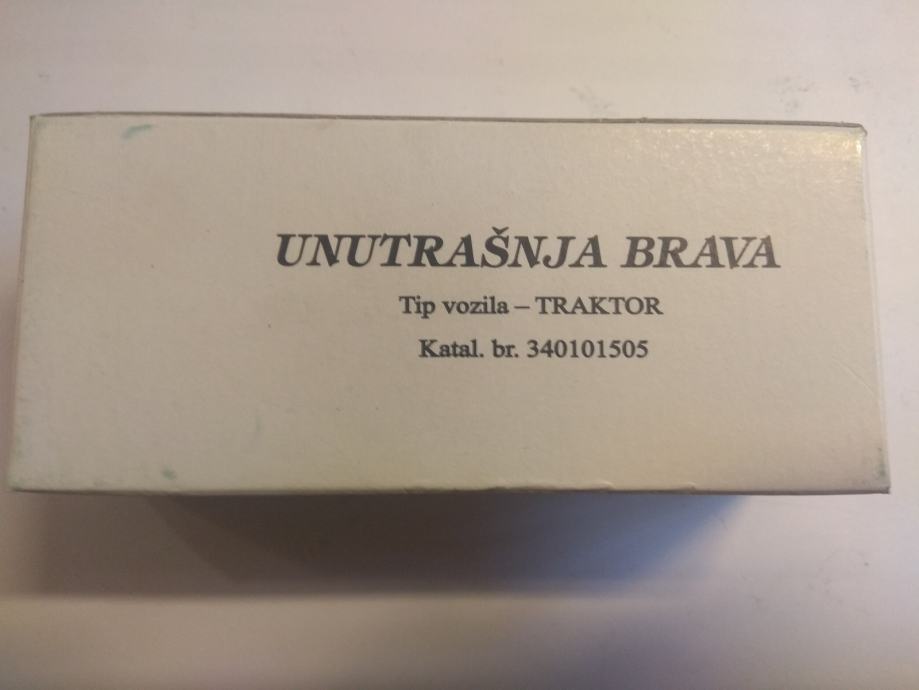 UNUTRAŠNJA BRAVA
Tip vozila – TRAKTOR
Katal. br. 340101505